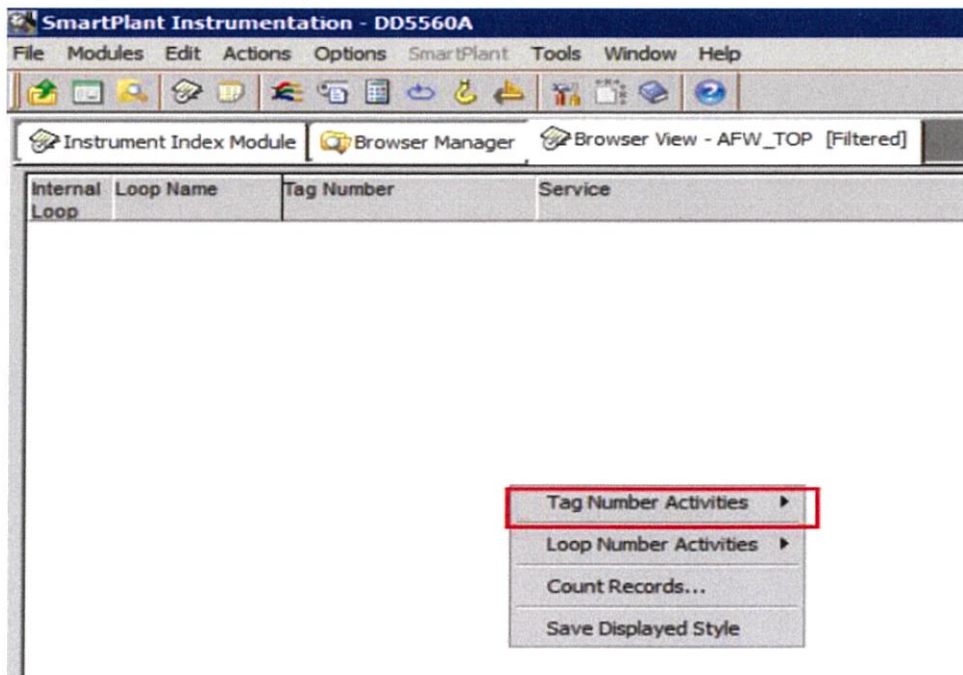 SmartPlant Instrumentation - DD5560A
File Modules Edit Actions Options SmartPlant Tools Window Help
Instrument Index Module Browser Manager Browser View - AFW_TOP [Filtered]
Internal Loop Name Tag Number Service
Loop
Tag Number Activities
Loop Number Activities
Count Records...
Save Displayed Style